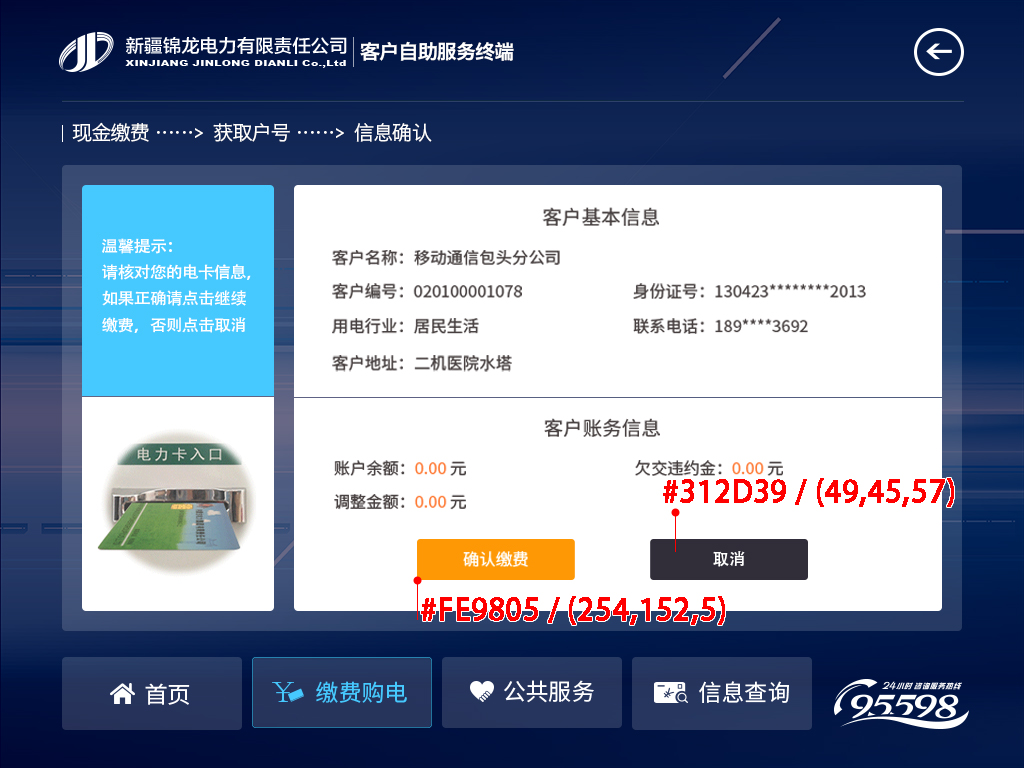 新疆锦龙电力有限责任公司
XINJIANG JINLONG DIANLI Co.,Ltd
客户自助服务终端
现金缴费 ······> 获取户号 ······> 信息确认
温馨提示：
请核对您的电卡信息，
如果正确请点击继续
缴费，否则点击取消
电力卡入口
客户基本信息
客户名称：移动通信包头分公司
客户编号：020100001078
身份证号：130423********2013
用电行业：居民生活
联系电话：189****3692
客户地址：二机医院水塔
客户账务信息
账户余额：0.00 元
欠交违约金：0.00 元
#312D39 / (49,45,57)
调整金额：0.00 元
确认缴费
取消
#FE9805 / (254,152,5)
首页
缴费购电
公共服务
信息查询
24小时 咨询服务热线
95598